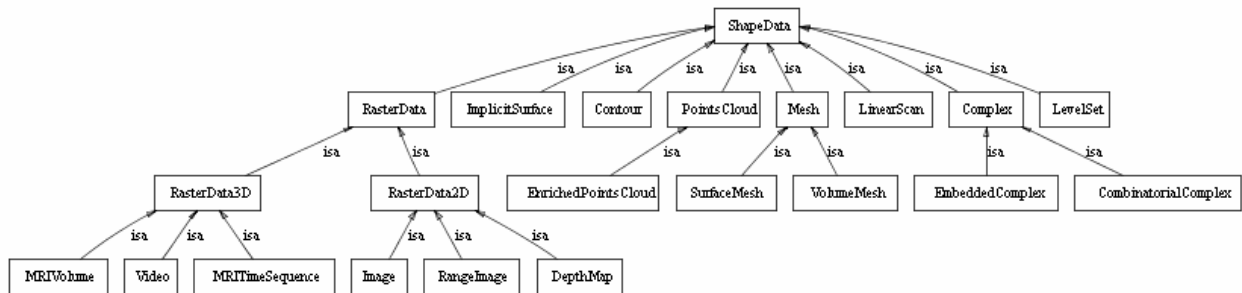 ShapeData
isa isa isa isa isa isa isa isa
RasterData ImplicitSurface Contour PointsCloud Mesh LinearScan Complex LevelSet
isa isa isa isa isa isa isa
RasterData3D RasterData2D EnrichedPointsCloud SurfaceMesh VolumeMesh EmbeddedComplex CombinatorialComplex
isa isa isa isa isa isa
MRIVolume Video MRITimeSequence Image RangeImage DepthMap